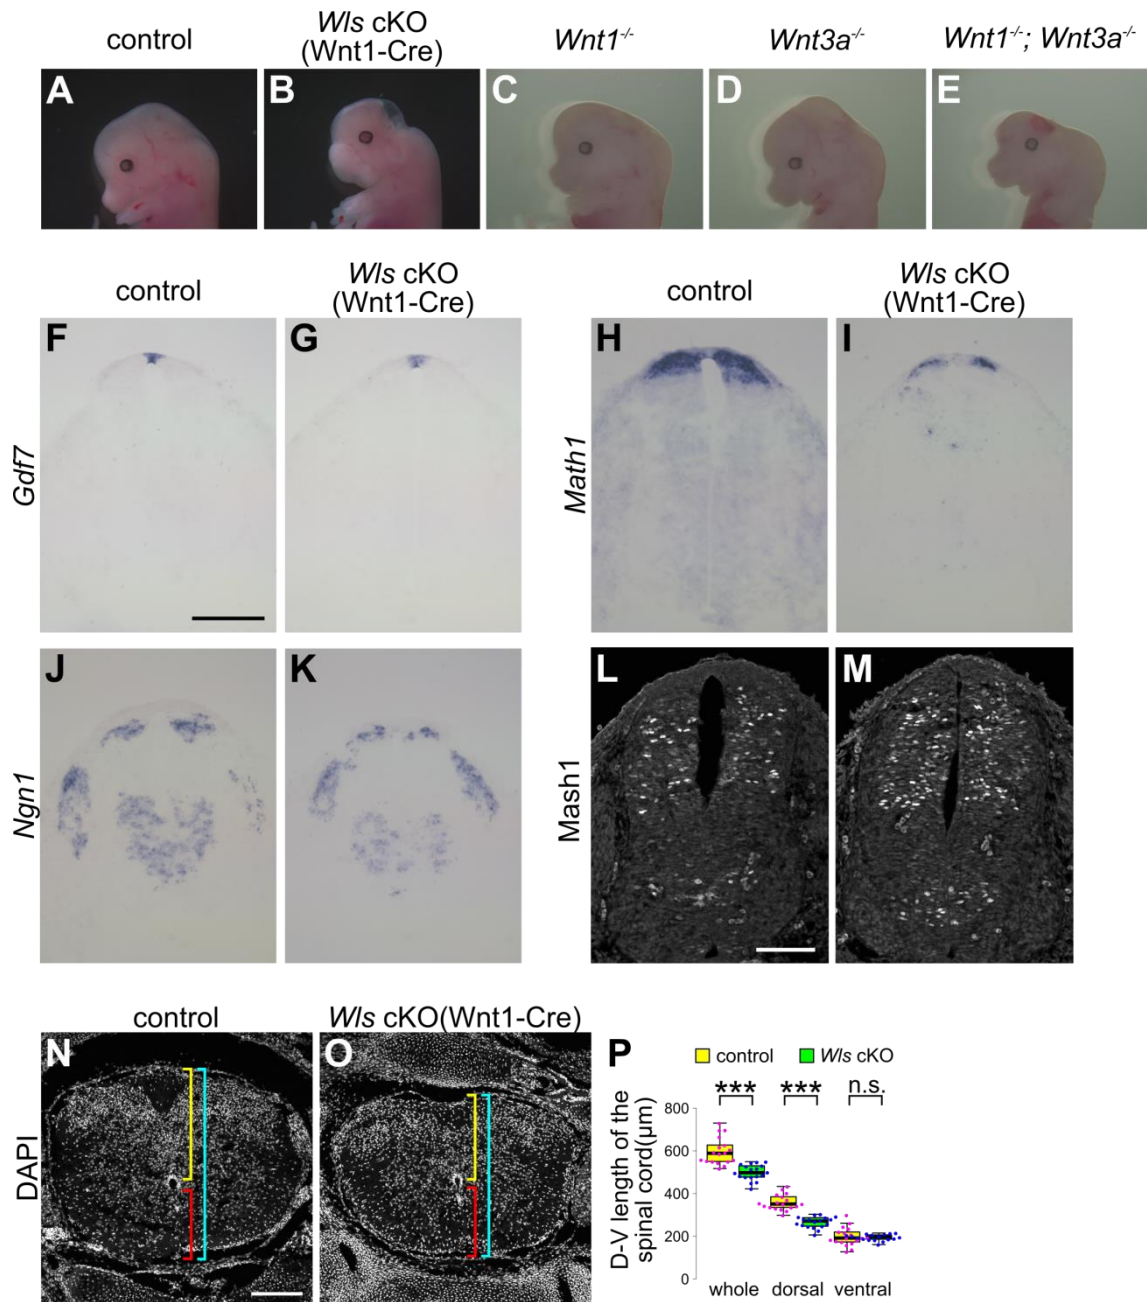 control
Wls cKO
(Wnt1-Cre)
Wnt1-/-
Wnt3a-/-
Wnt1-/-; Wnt3a-/-
A
B
C
D
E
control
Wls cKO
(Wnt1-Cre)
control
Wls cKO
(Wnt1-Cre)
Gdf7
F
G
Math1
H
I
Ngn1
J
K
Mash1
L
M
control
Wls cKO(Wnt1-Cre)
DAPI
N
O
P
control
Wls cKO
***
***
n.s.
D-V length of the
spinal cord(μm)
800
600
400
200
0
whole
dorsal
ventral